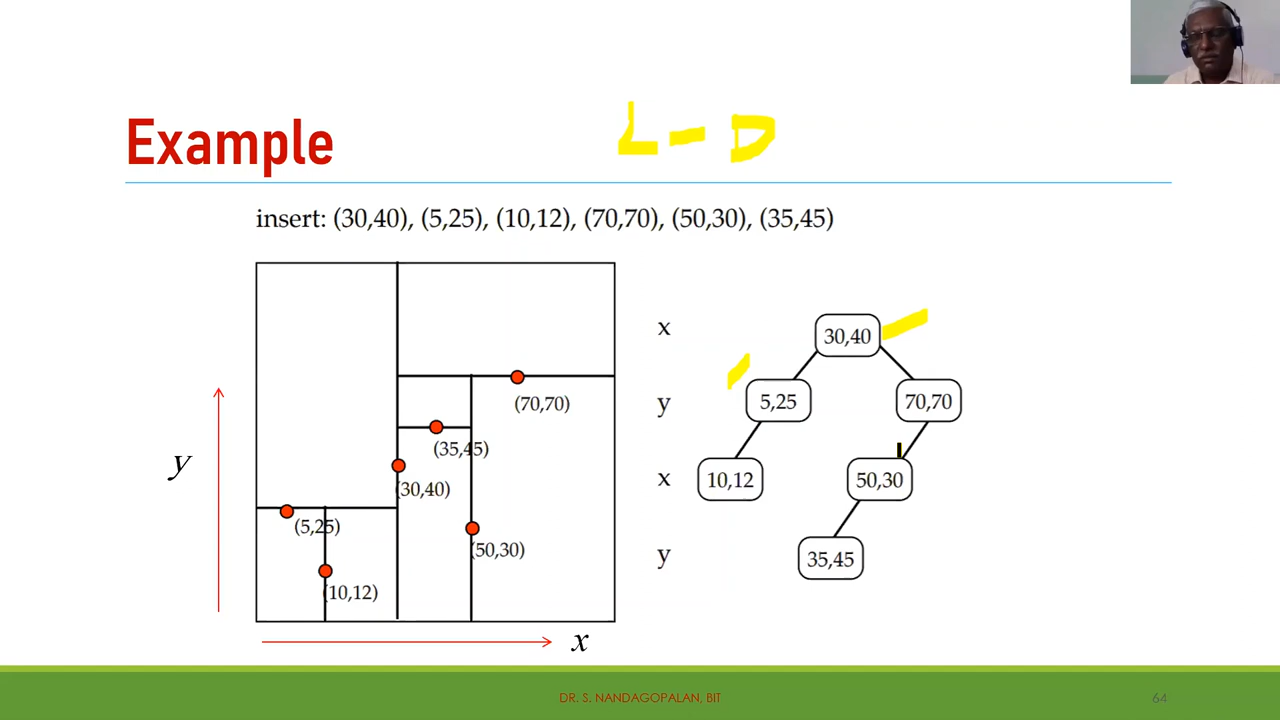 L-D
Example
insert: (30,40), (5,25), (10,12), (70,70), (50,30), (35,45)
(70,70)
(35,45)
(30,40)
(5,25)
(50,30)
(10,12)
y
x
x
30,40
y
5,25
70,70
x
10,12
50,30
y
35,45
DR. S. NANDAGOPALAN, BIT
64